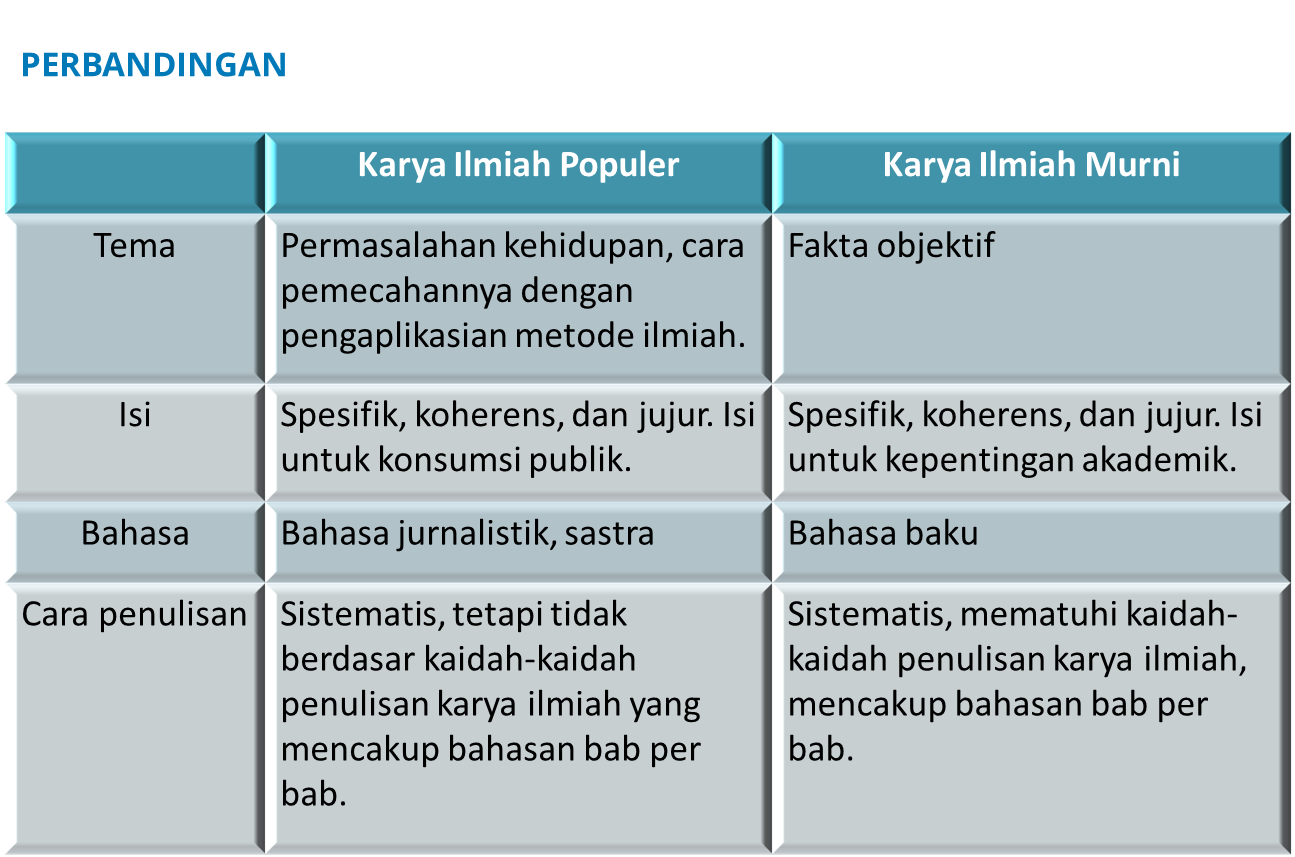 PERBANDINGAN
Karya Ilmiah Populer
Karya Ilmiah Murni
Tema
Permasalahan kehidupan, cara
pemecahannya dengan
pengaplikasian metode ilmiah.
Fakta objektif
Isi
Spesifik, koherens, dan jujur. Isi
untuk konsumsi publik.
Spesifik, koherens, dan jujur. Isi
untuk kepentingan akademik.
Bahasa
Bahasa jurnalistik, sastra
Bahasa baku
Cara penulisan
Sistematis, tetapi tidak
berdasar kaidah-kaidah
penulisan karya ilmiah yang
mencakup bahasan bab per
bab.
Sistematis, mematuhi kaidah-
kaidah penulisan karya ilmiah,
mencakup bahasan bab per
bab.